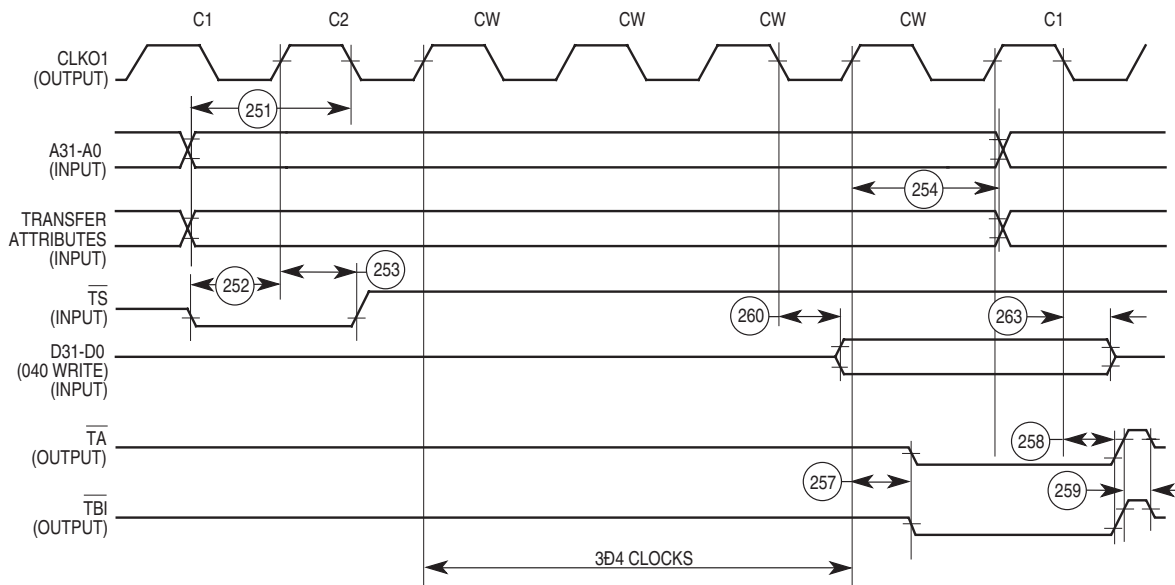 C1 C2 CW CW CW CW C1
CLKO1
(OUTPUT)
251
A31-A0
(INPUT)
254
TRANSFER
ATTRIBUTES
(INPUT)
252 253
TS
(INPUT)
260 263
D31-D0
(040 WRITE)
(INPUT)
TA
(OUTPUT)
258
257 259
TBI
(OUTPUT)
3Ð4 CLOCKS